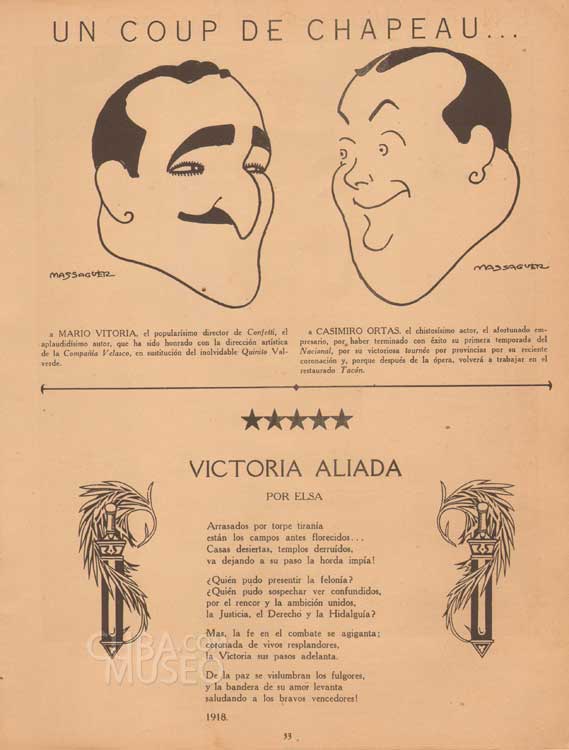 UN COUP DE CHAPEAU...
MASSAGUER
MASSAGUER
a MARIO VITORIA, el popularísimo director de Confetti, el
aplaudidísimo autor, que ha sido honrado con la dirección artística
de la Compañía Velasco, en sustitución del inolvidable Quinito Val-
verde.
a CASIMIRO ORTAS, el chistosísimo actor, el afortunado em-
presario, por haber terminado con éxito su primera temporada del
Nacional, por su victoriosa tournée por provincias por su reciente
coronación y, porque después de la ópera, volverá a trabajar en el
restaurado Tacón.
VICTORIA ALIADA
POR ELSA
Arrasados por torpe tiranía
están los campos antes florecidos...
Casas desiertas, templos derruídos,
va dejando a su paso la horda impía!
¿Quién pudo presentir la felonía?
¿Quién pudo sospechar ver confundidos,
por el rencor y la ambición unidos,
la Justicia, el Derecho y la Hidalguía?
Mas, la fe en el combate se agiganta;
coronada de vivos resplandores,
la Victoria sus pasos adelanta.
De la paz se vislumbran los fulgores,
y la bandera de su amor levanta
saludando a los bravos vencedores!
1918.
CUBA
MUSEO
33